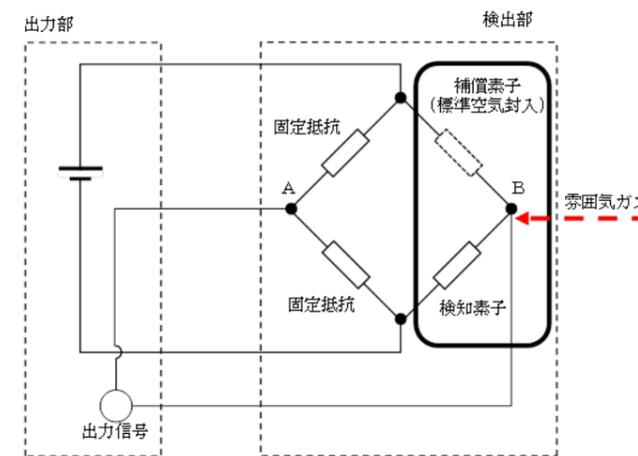 出力部
検出部
補償素子
(標準空気封入)
固定抵抗
A
B
雰囲気ガ
固定抵抗
検知素子
出力信号